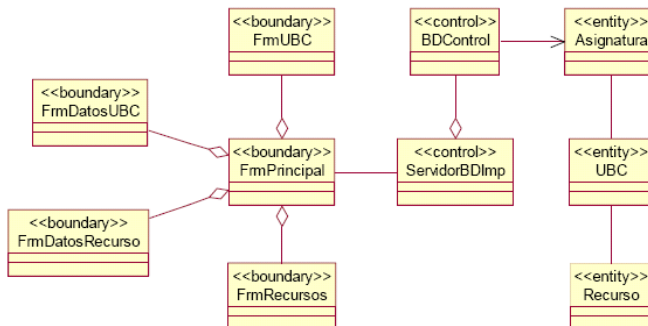 <<boundary>>
FrmUBC
<<control>>
BDControl
<<entity>>
Asignatura
<<boundary>>
FrmDatosUBC
<<boundary>>
FrmPrincipal
<<control>>
ServidorBDImp
<<entity>>
UBC
<<boundary>>
FrmDatosRecurso
<<boundary>>
FrmRecursos
<<entity>>
Recurso